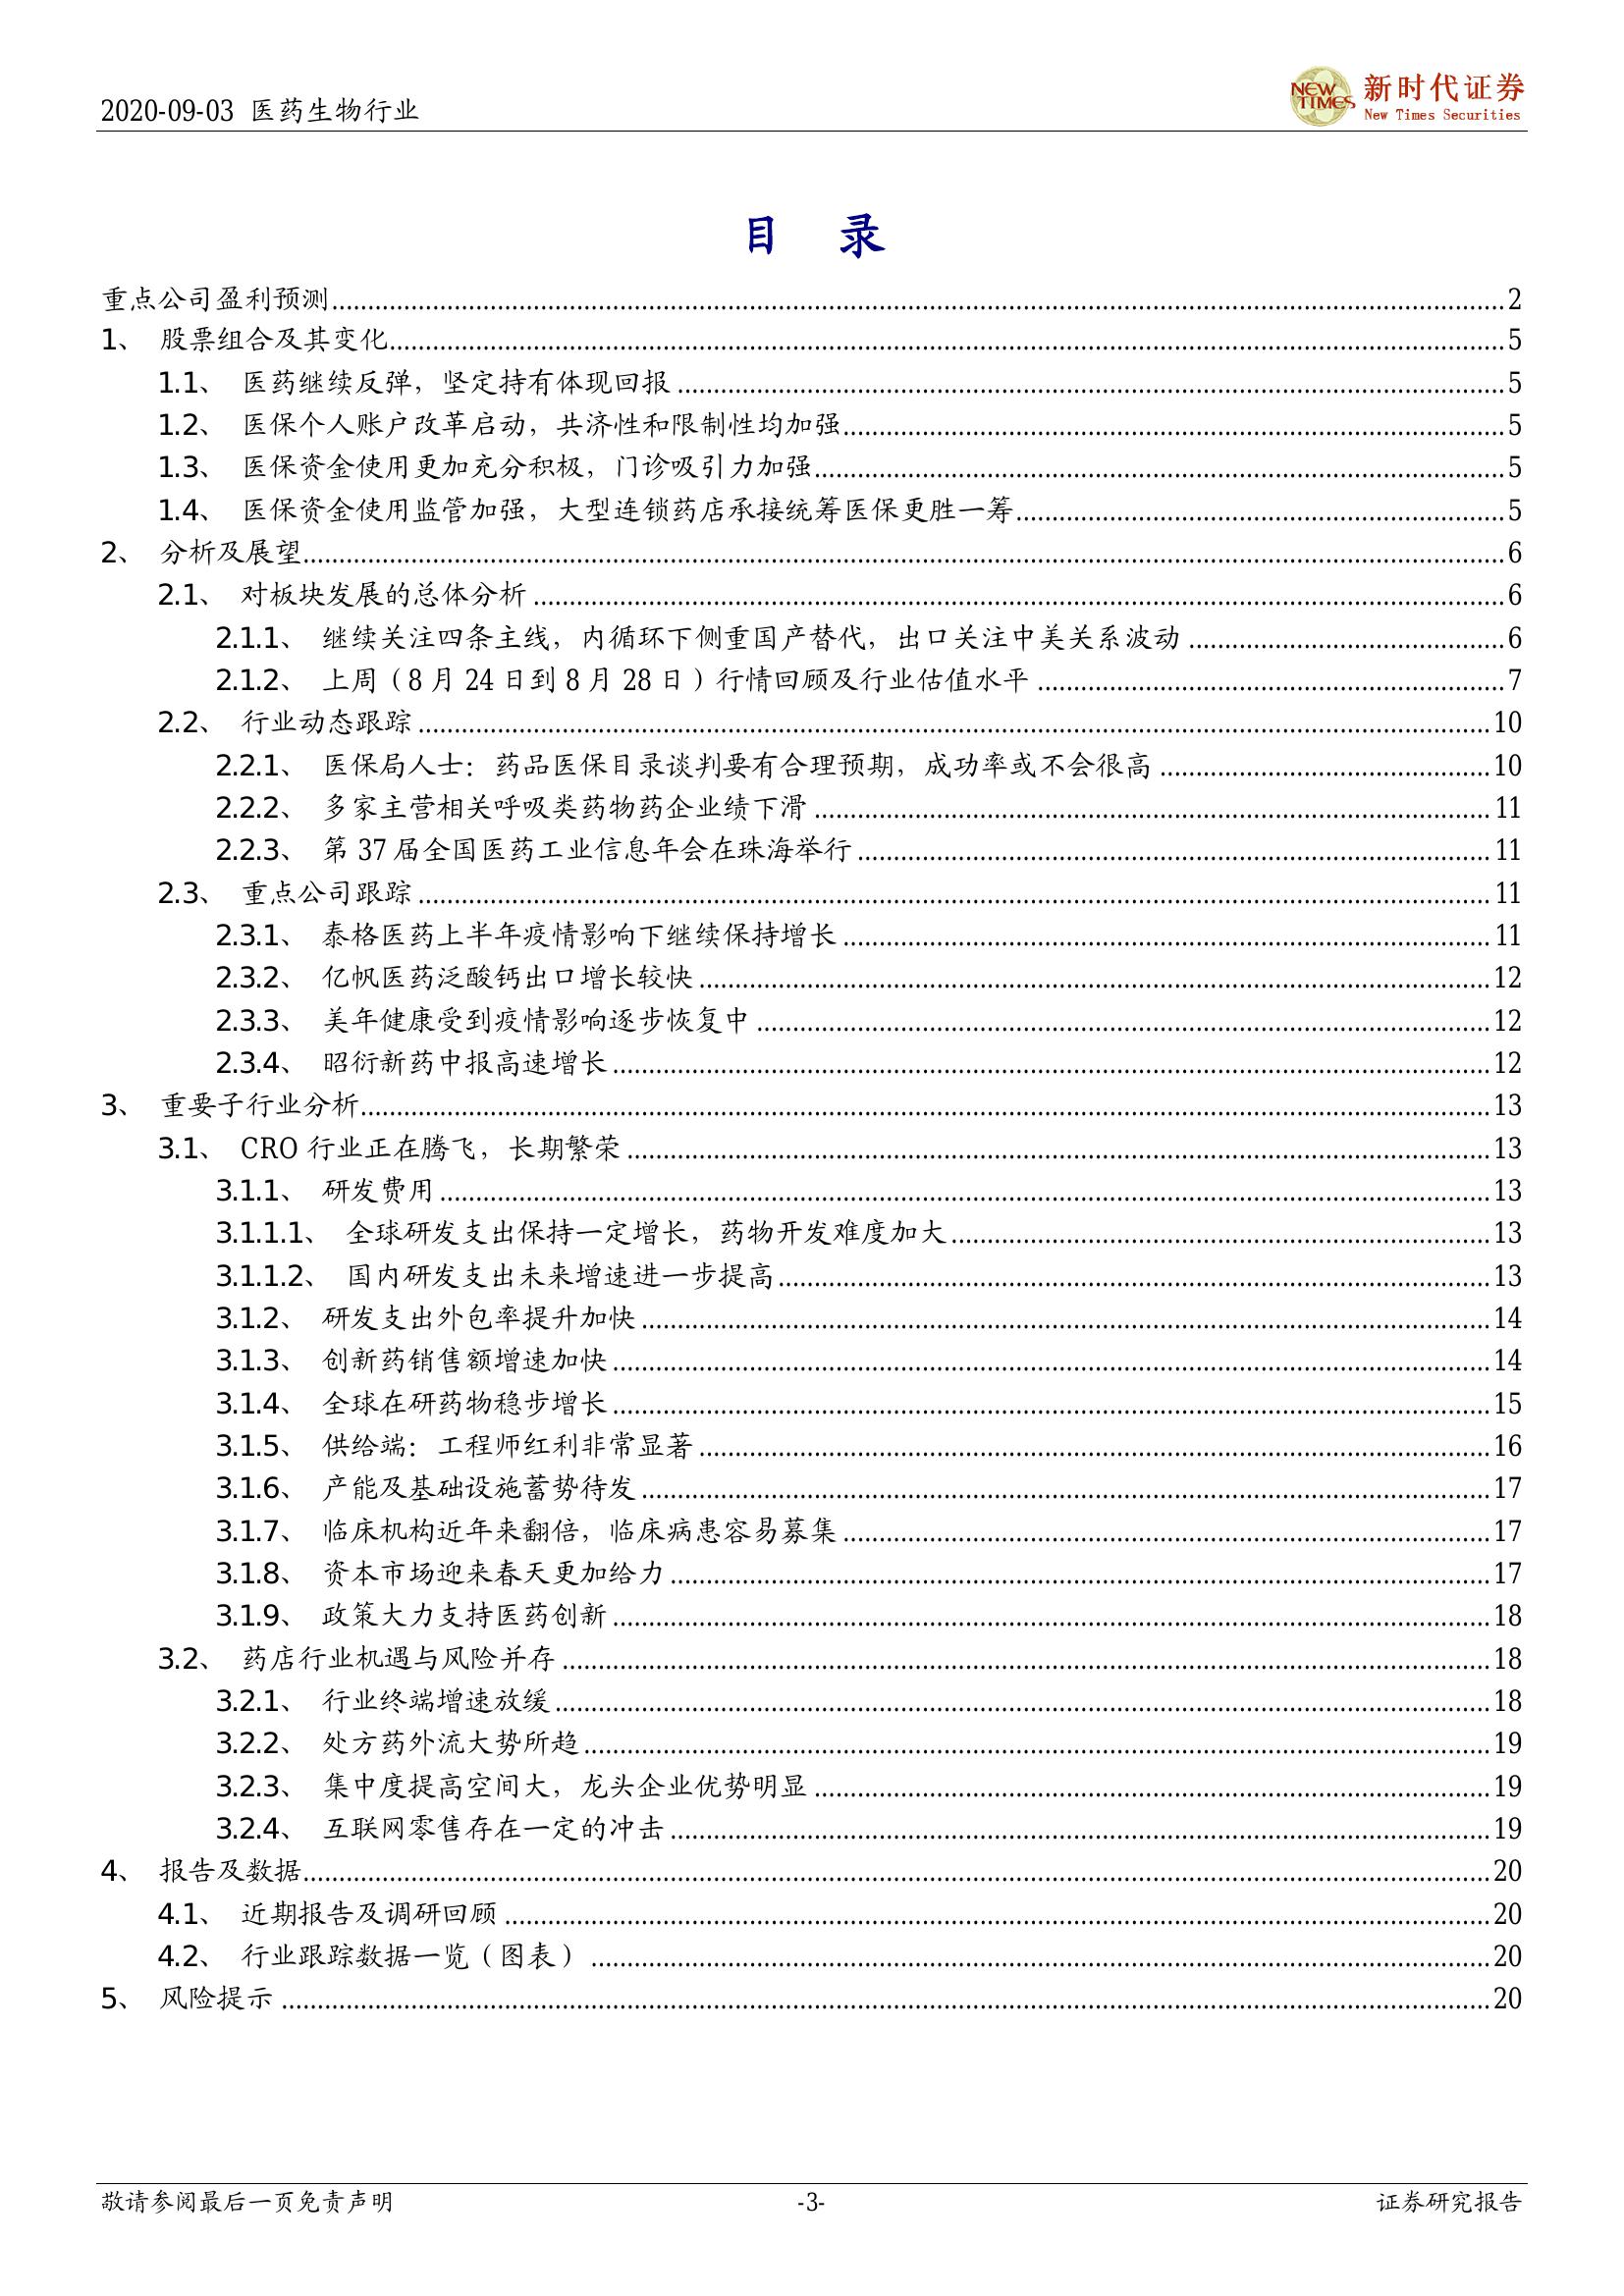 2020-09-03 医药生物行业
NEW TIMES 新时代证券
New Times Securities
目 录
重点公司盈利预测 2
1、 股票组合及其变化 5
1.1、 医药继续反弹，坚定持有体现回报 5
1.2、 医保个人账户改革启动，共济性和限制性均加强 5
1.3、 医保资金使用更加充分积极，门诊吸引力加强 5
1.4、 医保资金使用监管加强，大型连锁药店承接统筹医保更胜一筹 5
2、 分析及展望 6
2.1、 对板块发展的总体分析 6
2.1.1、 继续关注四条主线，内循环下侧重国产替代，出口关注中美关系波动 6
2.1.2、 上周（8 月 24 日到 8 月 28 日）行情回顾及行业估值水平 7
2.2、 行业动态跟踪 10
2.2.1、 医保局人士：药品医保目录谈判要有合理预期，成功率或不会很高 10
2.2.2、 多家主营相关呼吸类药物药企业绩下滑 11
2.2.3、 第 37 届全国医药工业信息年会在珠海举行 11
2.3、 重点公司跟踪 11
2.3.1、 泰格医药上半年疫情影响下继续保持增长 11
2.3.2、 亿帆医药泛酸钙出口增长较快 12
2.3.3、 美年健康受到疫情影响逐步恢复中 12
2.3.4、 昭衍新药中报高速增长 12
3、 重要子行业分析 13
3.1、 CRO 行业正在腾飞，长期繁荣 13
3.1.1、 研发费用 13
3.1.1.1、 全球研发支出保持一定增长，药物开发难度加大 13
3.1.1.2、 国内研发支出未来增速进一步提高 13
3.1.2、 研发支出外包率提升加快 14
3.1.3、 创新药销售额增速加快 14
3.1.4、 全球在研药物稳步增长 15
3.1.5、 供给端：工程师红利非常显著 16
3.1.6、 产能及基础设施蓄势待发 17
3.1.7、 临床机构近年来翻倍，临床病患容易募集 17
3.1.8、 资本市场迎来春天更加给力 17
3.1.9、 政策大力支持医药创新 18
3.2、 药店行业机遇与风险并存 18
3.2.1、 行业终端增速放缓 18
3.2.2、 处方药外流大势所趋 19
3.2.3、 集中度提高空间大，龙头企业优势明显 19
3.2.4、 互联网零售存在一定的冲击 19
4、 报告及数据 20
4.1、 近期报告及调研回顾 20
4.2、 行业跟踪数据一览（图表） 20
5、 风险提示 20
敬请参阅最后一页免责声明 -3- 证券研究报告